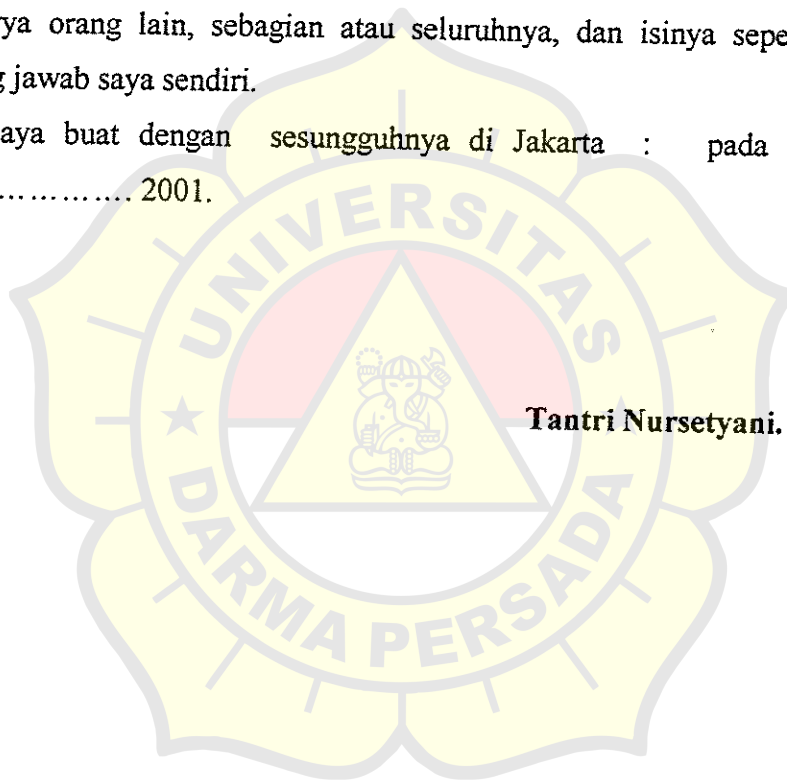 ya orang lain, sebagian atau seluruhnya, dan isinya sepe
jawab saya sendiri.
aya buat dengan sesungguhnya di Jakarta : pada
............ 2001.
UNIVERSITAS
Tantri Nursetyani.
DARMA PERSADA